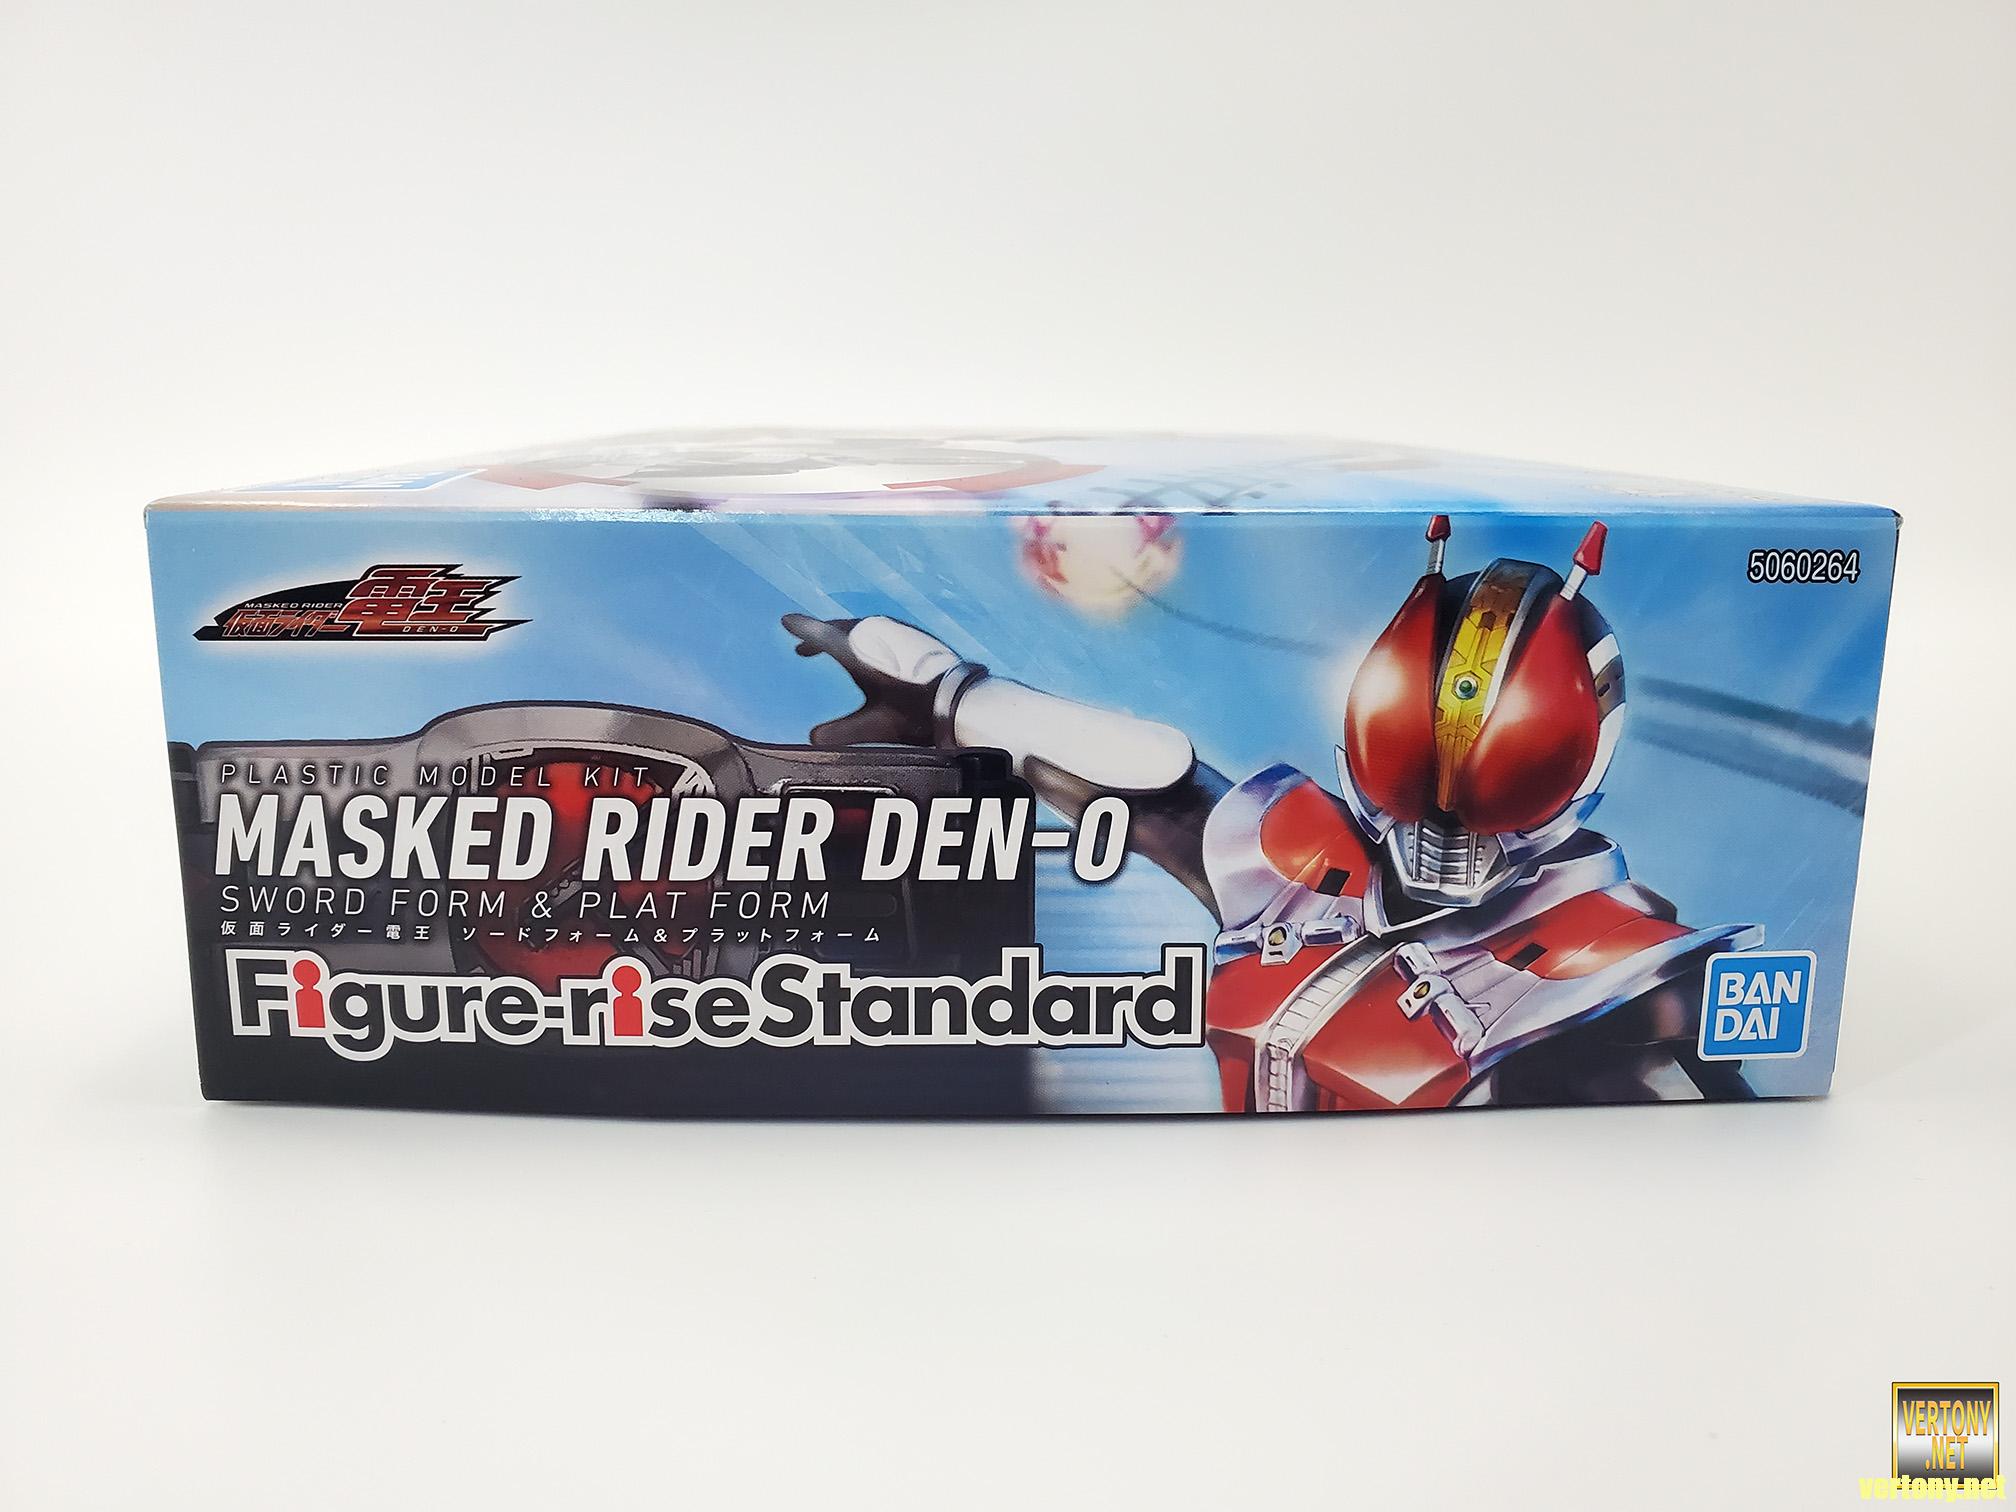 MASKED RIDER
仮面ライダー電王
DEN-O
5060264
PLASTIC MODEL KIT
MASKED RIDER DEN-O
SWORD FORM & PLAT FORM
仮面ライダー電王 ソードフォーム&プラットフォーム
Figure-riseStandard
BAN
DAI
VERTONY
.NET
vertony.net